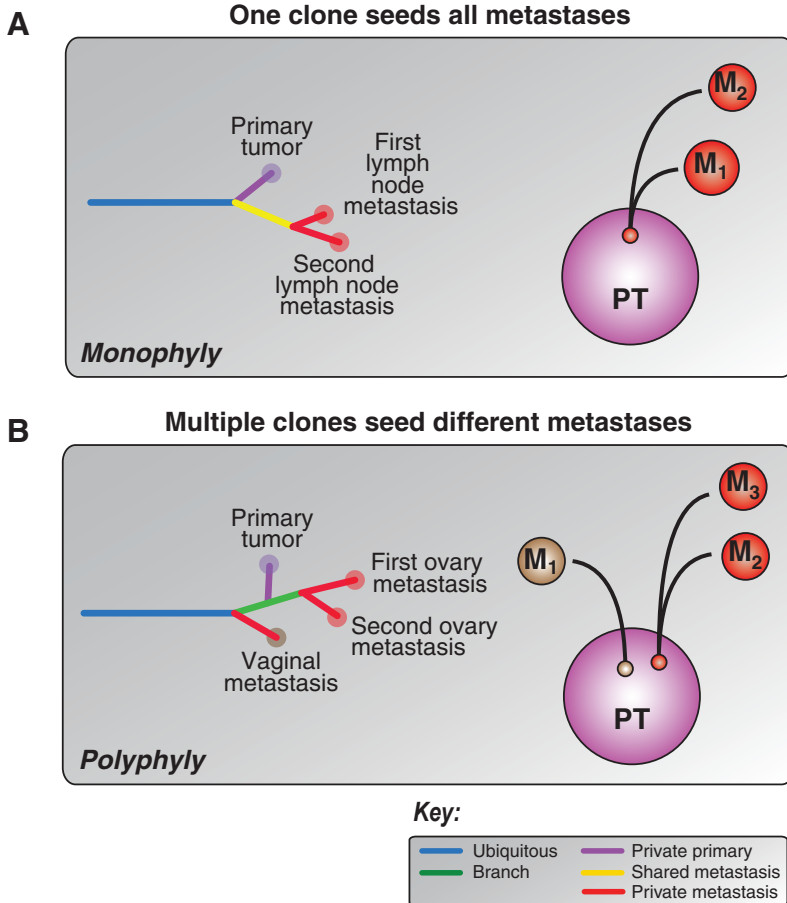 A
One clone seeds all metastases
Primary
tumor
First
lymph
node
metastasis
Second
lymph node
metastasis
M2
M1
PT
Monophyly
B
Multiple clones seed different metastases
Primary
tumor
First ovary
metastasis
Second ovary
metastasis
Vaginal
metastasis
M3
M1
M2
PT
Polyphyly
Key:
Ubiquitous
Branch
Private primary
Shared metastasis
Private metastasis